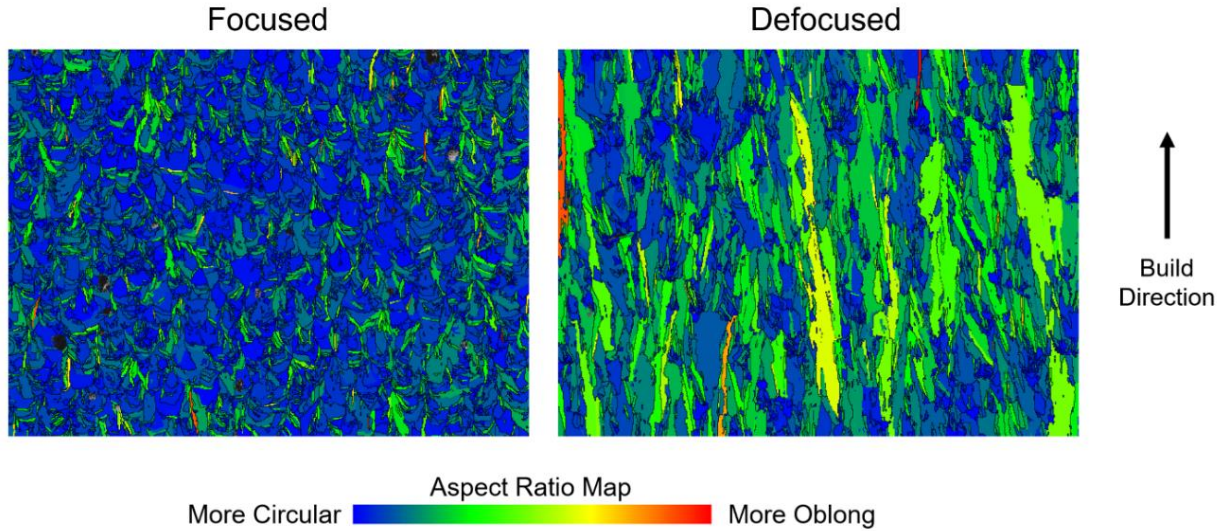 Focused
Defocused
Build
Direction
Aspect Ratio Map
More Circular
More Oblong